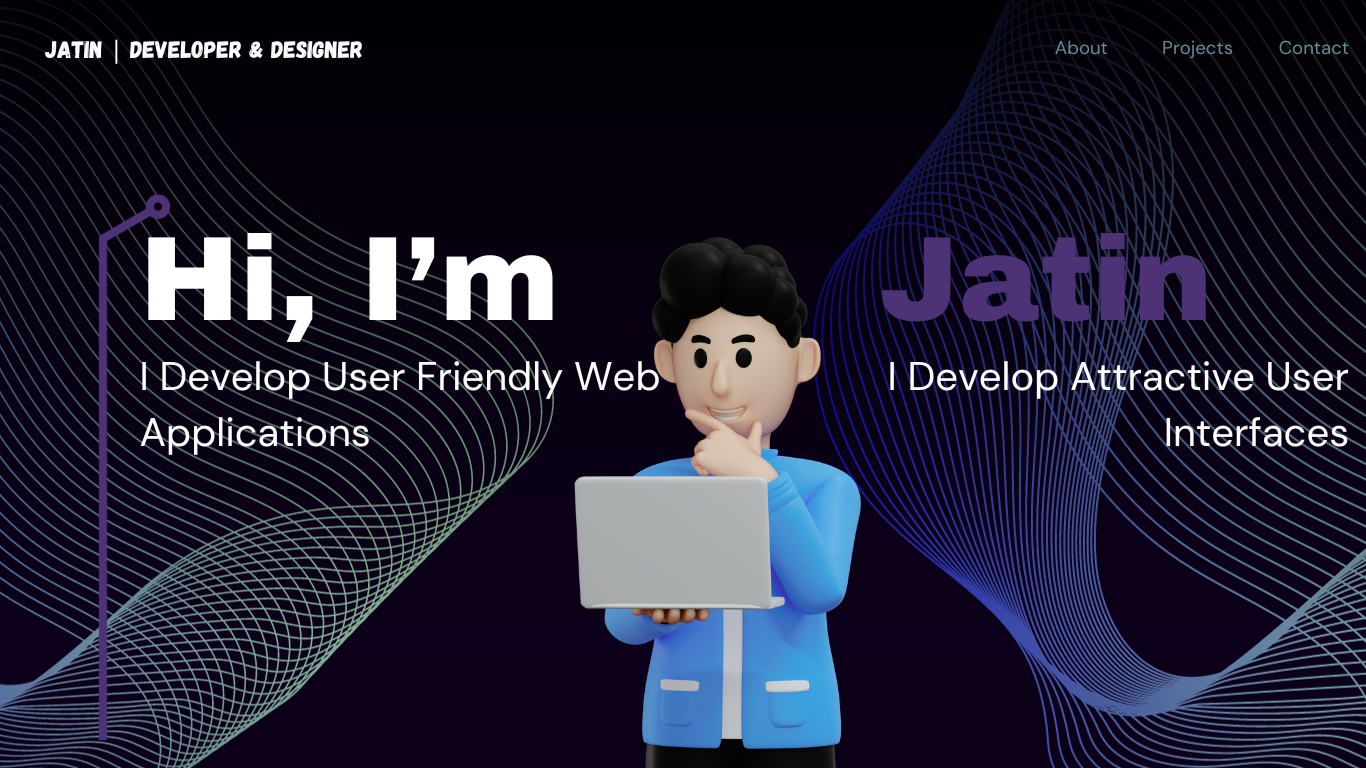 JATIN | DEVELOPER & DESIGNER
About Projects Contact
Hi, I’m
Jatin
I Develop User Friendly Web
Applications
I Develop Attractive User
Interfaces